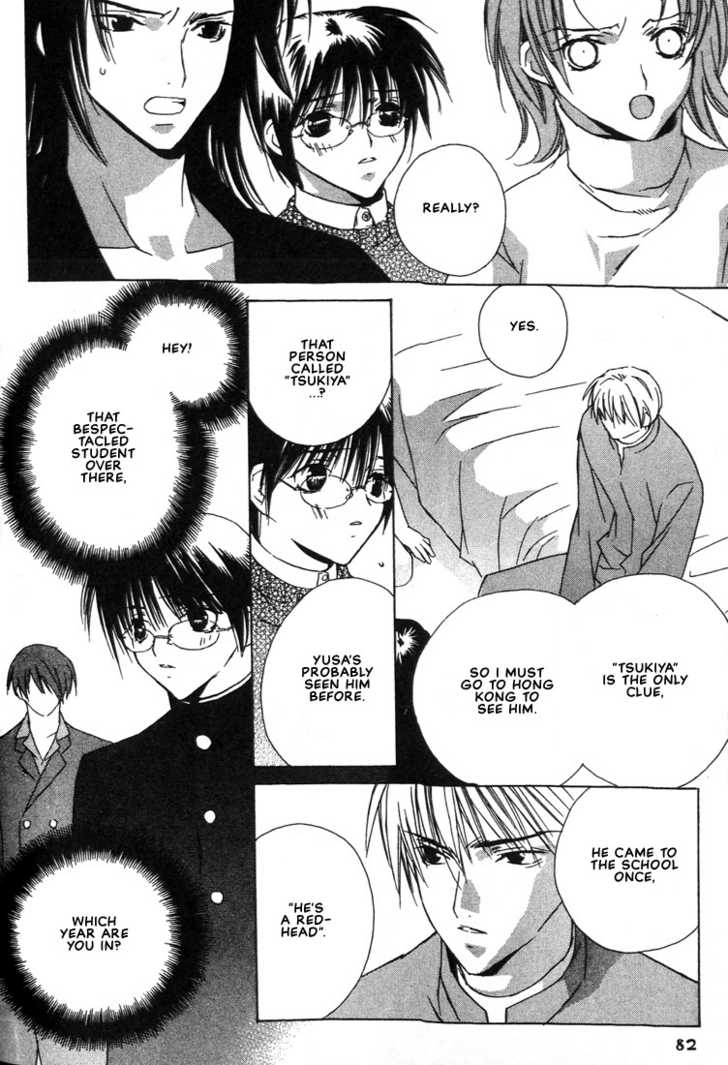 REALLY?
YES.
"TSUKIYA"
IS THE ONLY
CLUE,
SO I MUST
GO TO HONG
KONG TO
SEE HIM.
THAT
PERSON
CALLED
"TSUKIYA"
...?
YUSA'S
PROBABLY
SEEN HIM
BEFORE.
HE CAME TO
THE SCHOOL
ONCE,
"HE'S
A RED-
HEAD".
HEY!
THAT
BESPEC-
TACLED
STUDENT
OVER
THERE,
WHICH
YEAR ARE
YOU IN?
82